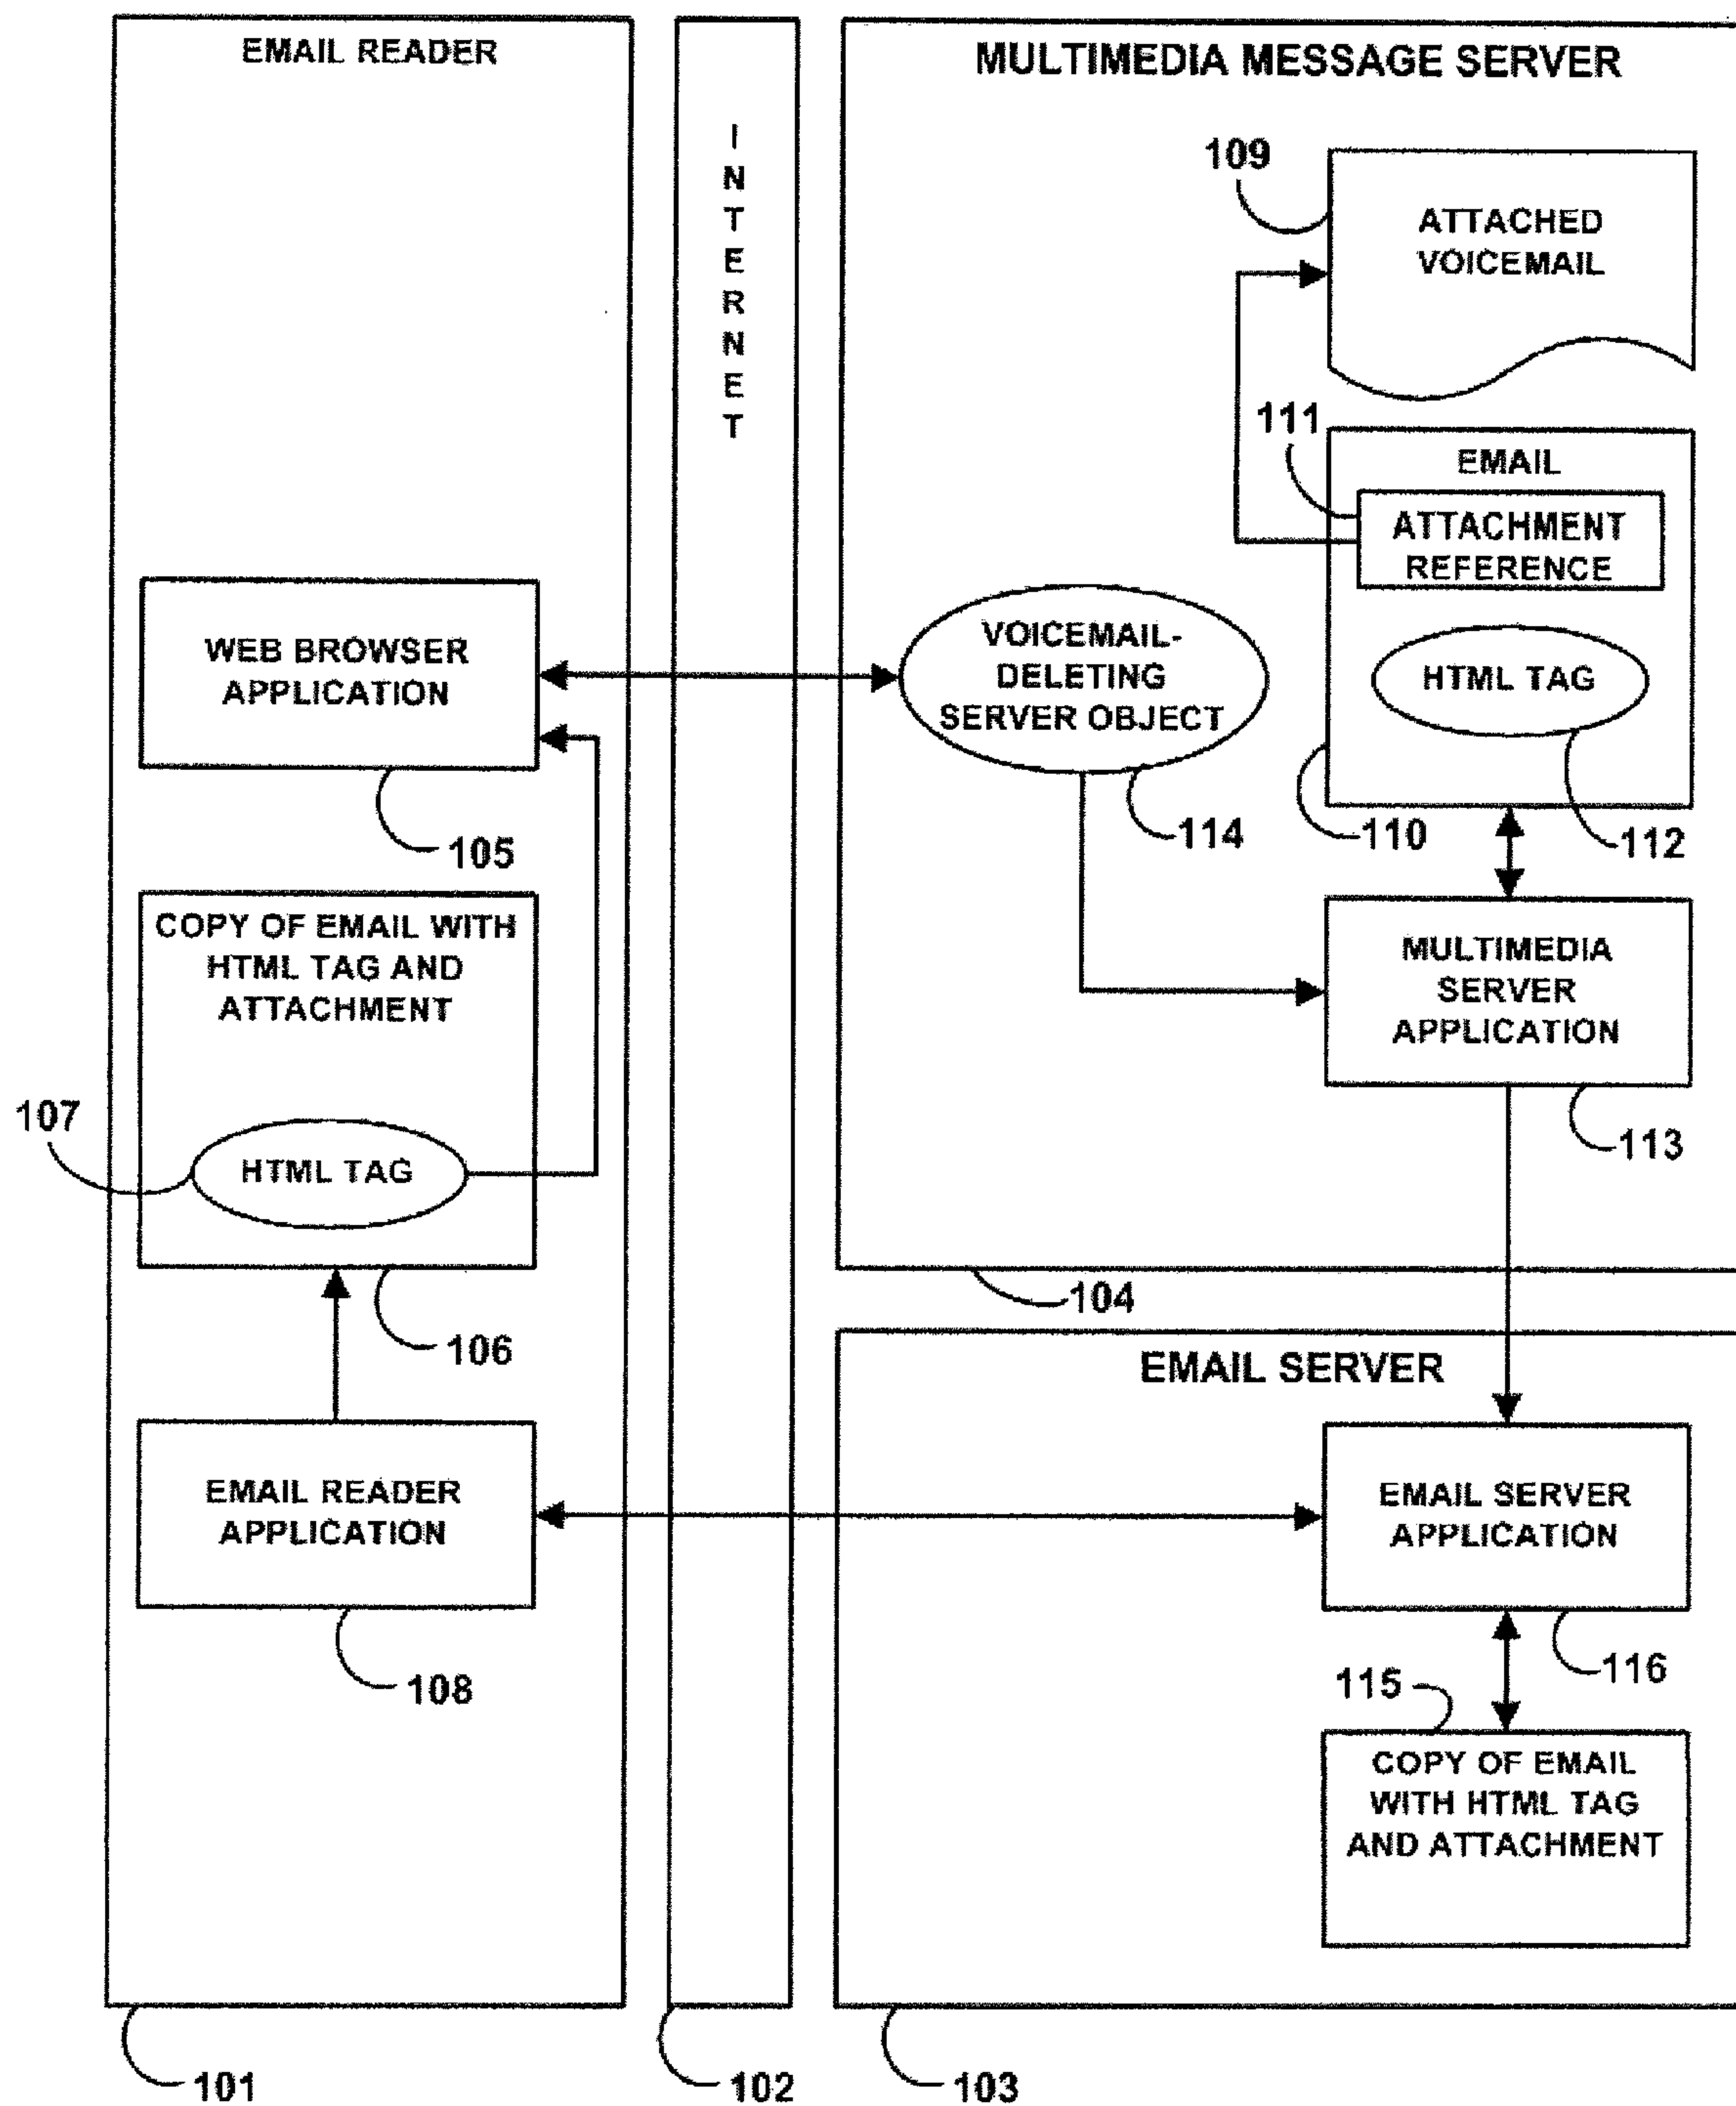 EMAIL READER
WEB BROWSER
APPLICATION
105
COPY OF EMAIL WITH
HTML TAG AND
ATTACHMENT
107
HTML TAG
106
EMAIL READER
APPLICATION
108
101
I
N
T
E
R
N
E
T
102
MULTIMEDIA MESSAGE SERVER
109
ATTACHED
VOICEMAIL
111
EMAIL
ATTACHMENT
REFERENCE
HTML TAG
VOICEMAIL-
DELETING
SERVER OBJECT
114
110
112
MULTIMEDIA
SERVER
APPLICATION
113
104
EMAIL SERVER
EMAIL SERVER
APPLICATION
116
115
COPY OF EMAIL
WITH HTML TAG
AND ATTACHMENT
103